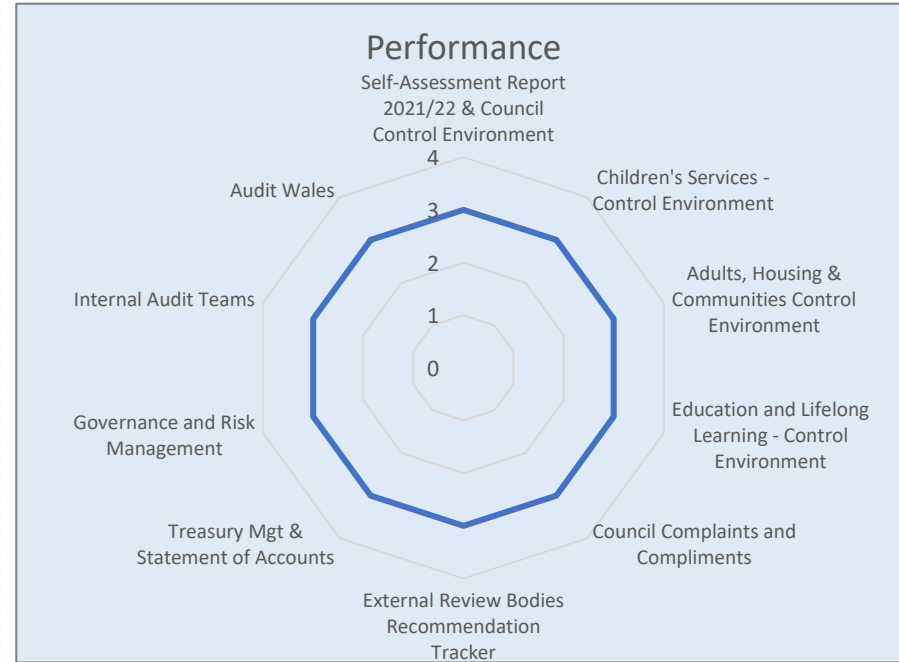 Performance
Self-Assessment Report
2021/22 & Council
Control Environment
4
3
2
1
0
Children's Services -
Control Environment
Adults, Housing &
Communities Control
Environment
Education and Lifelong
Learning - Control
Environment
Council Complaints and
Compliments
External Review Bodies
Recommendation
Tracker
Treasury Mgt &
Statement of Accounts
Governance and Risk
Management
Internal Audit Teams
Audit Wales